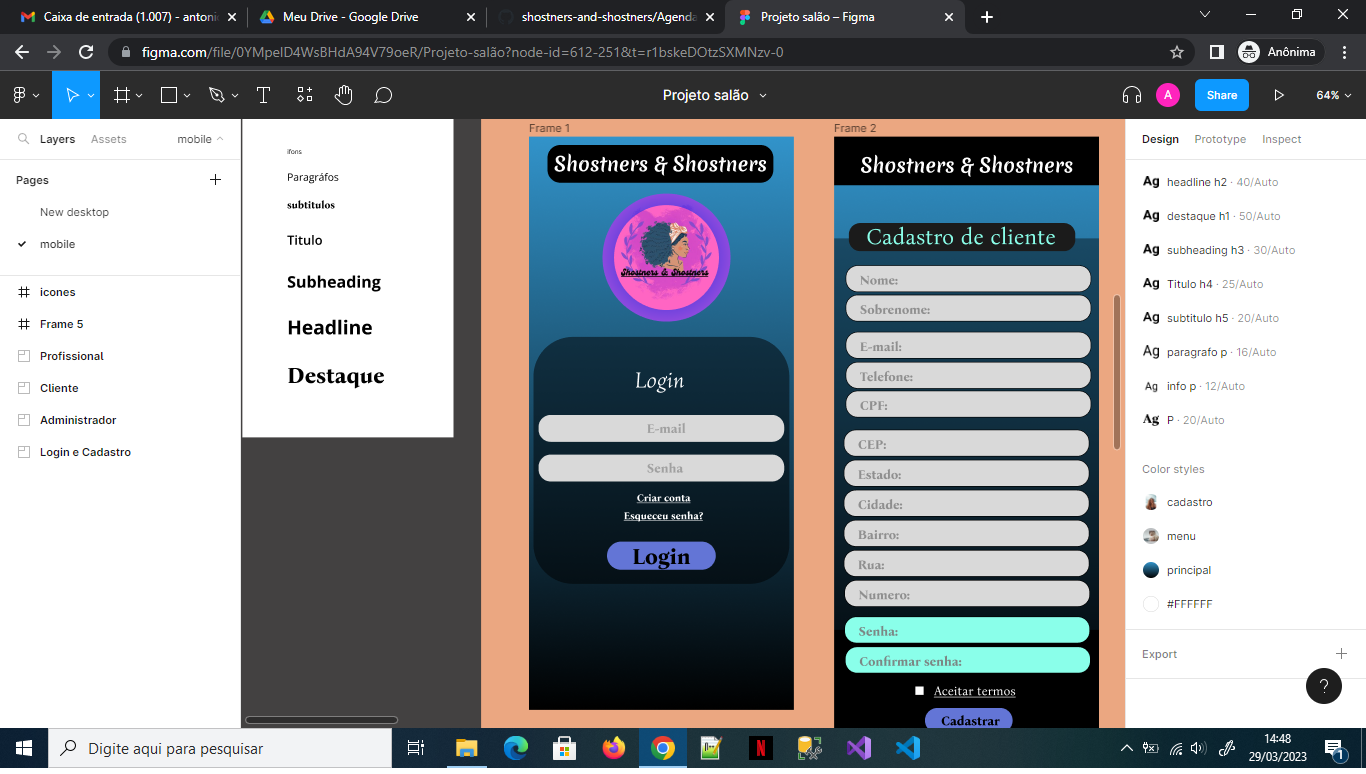 Caixa de entrada (1.007) - antoni
Meu Drive - Google Drive
shostners-and-shostners/Agenda
Projeto salão – Figma
figma.com/file/0YMpelD4WsBHdA94V79oeR/Projeto-salão?node-id=612-251&t=r1bskeDOtzSXMNzv-0
Anônima
Projeto salão
A
Share
64%
Layers
Assets
mobile
Pages
New desktop
mobile
icones
Frame 5
Profissional
Cliente
Administrador
Login e Cadastro
ifons
Paragráfos
subtitulos
Titulo
Subheading
Headline
Destaque
Frame 1
Shostners & Shostners
Shostners & Shostners
Login
E-mail
Senha
Criar conta
Esqueceu senha?
Login
Frame 2
Shostners & Shostners
Cadastro de cliente
Nome:
Sobrenome:
E-mail:
Telefone:
CPF:
CEP:
Estado:
Cidade:
Bairro:
Rua:
Numero:
Senha:
Confirmar senha:
Aceitar termos
Cadastrar
Design
Prototype
Inspect
Ag headline h2 · 40/Auto
Ag destaque h1 · 50/Auto
Ag subheading h3 · 30/Auto
Ag Titulo h4 · 25/Auto
Ag subtitulo h5 · 20/Auto
Ag paragrafo p · 16/Auto
Ag info p · 12/Auto
Ag P · 20/Auto
Color styles
cadastro
menu
principal
#FFFFFF
Export
?
Digite aqui para pesquisar
N
14:48
29/03/2023
1